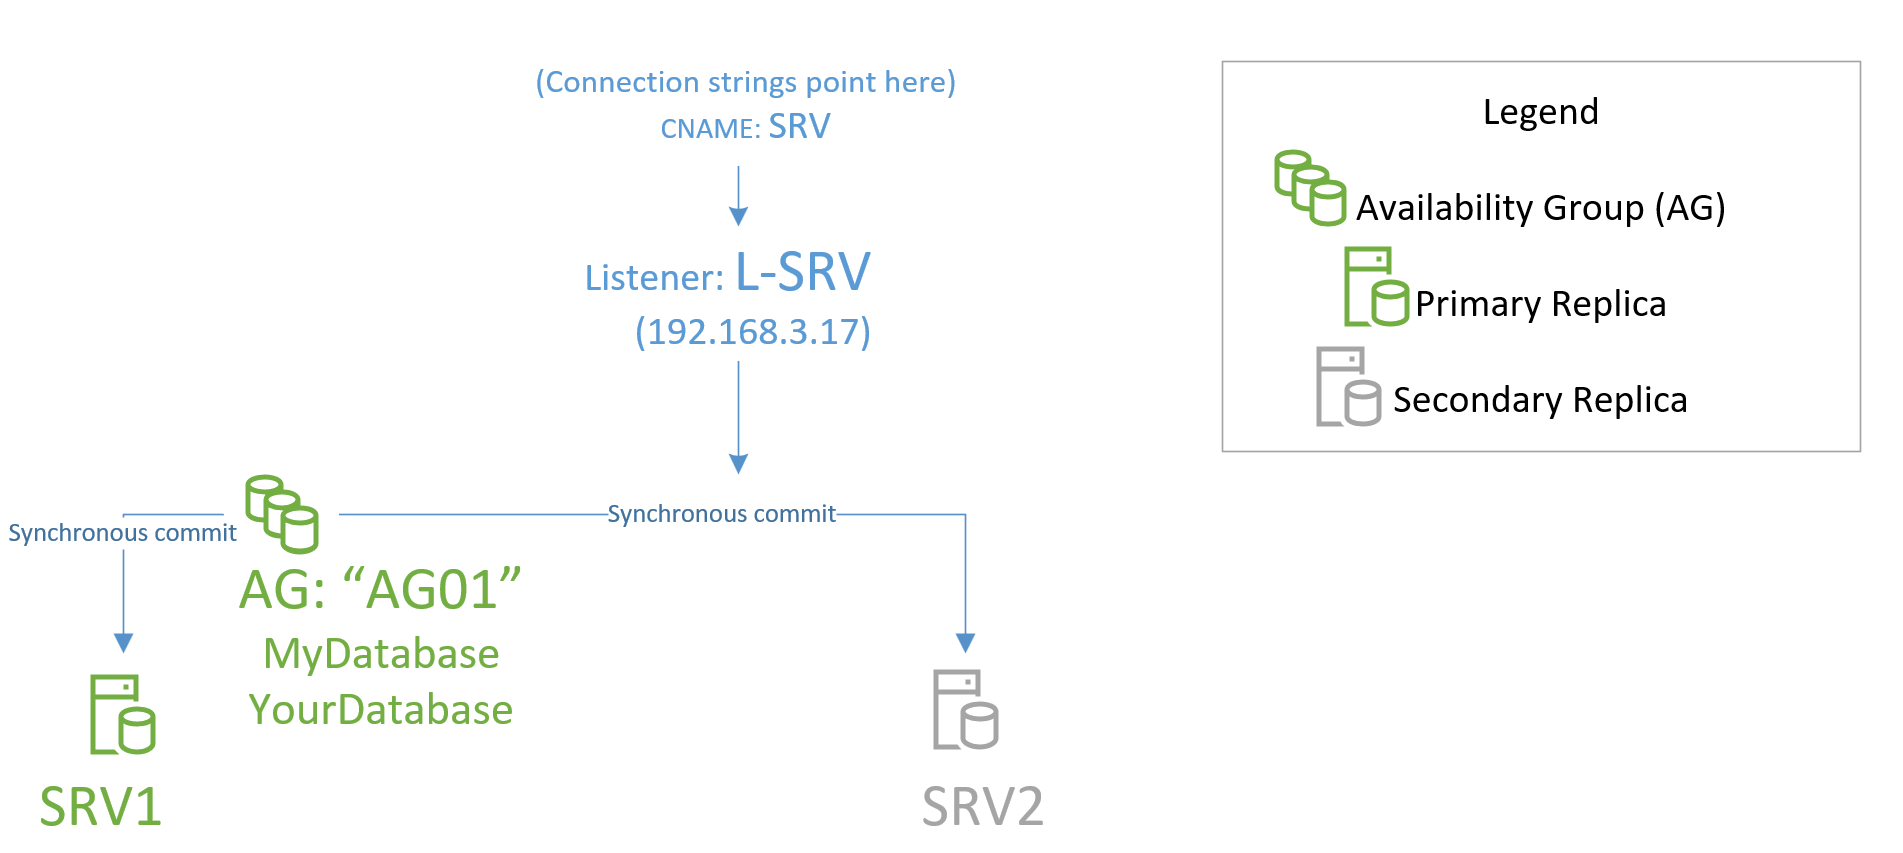 (Connection strings point here)
CNAME: SRV
Listener: L-SRV
(192.168.3.17)
Synchronous commit
Synchronous commit
AG: “AG01”
MyDatabase
YourDatabase
SRV1
SRV2
Legend
Availability Group (AG)
Primary Replica
Secondary Replica